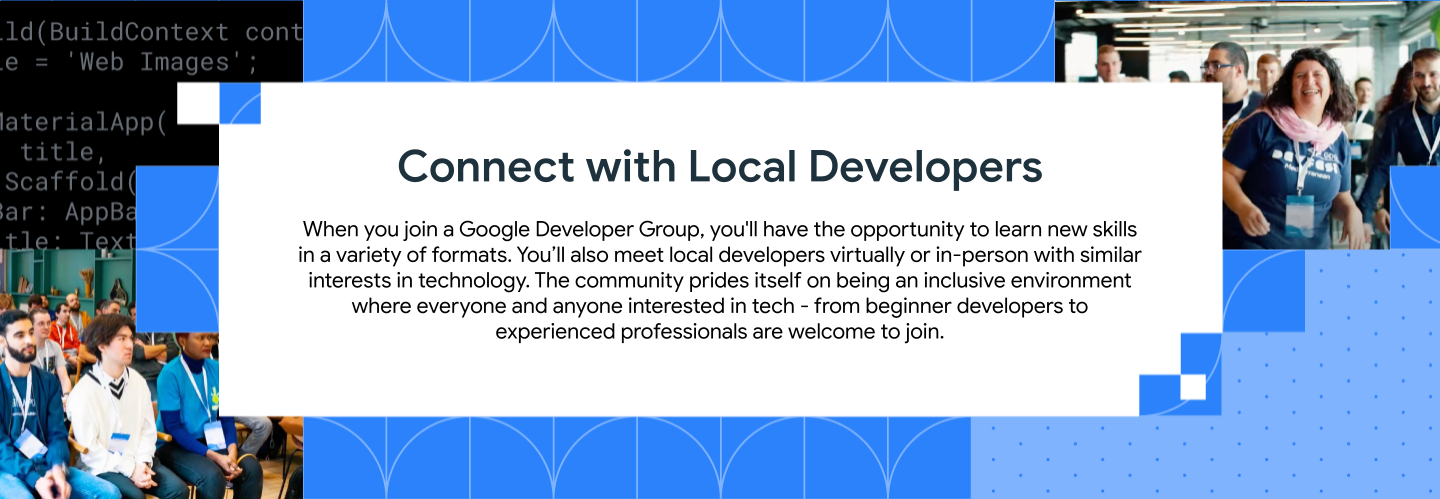 ld(BuildContext cont
le = 'Web Images';
MaterialApp(
title,
Scaffold(
Bar: AppBa
tle: Text
Connect with Local Developers
When you join a Google Developer Group, you'll have the opportunity to learn new skills
in a variety of formats. You’ll also meet local developers virtually or in-person with similar
interests in technology. The community prides itself on being an inclusive environment
where everyone and anyone interested in tech - from beginner developers to
experienced professionals are welcome to join.
DEVFEST
Mediterranean